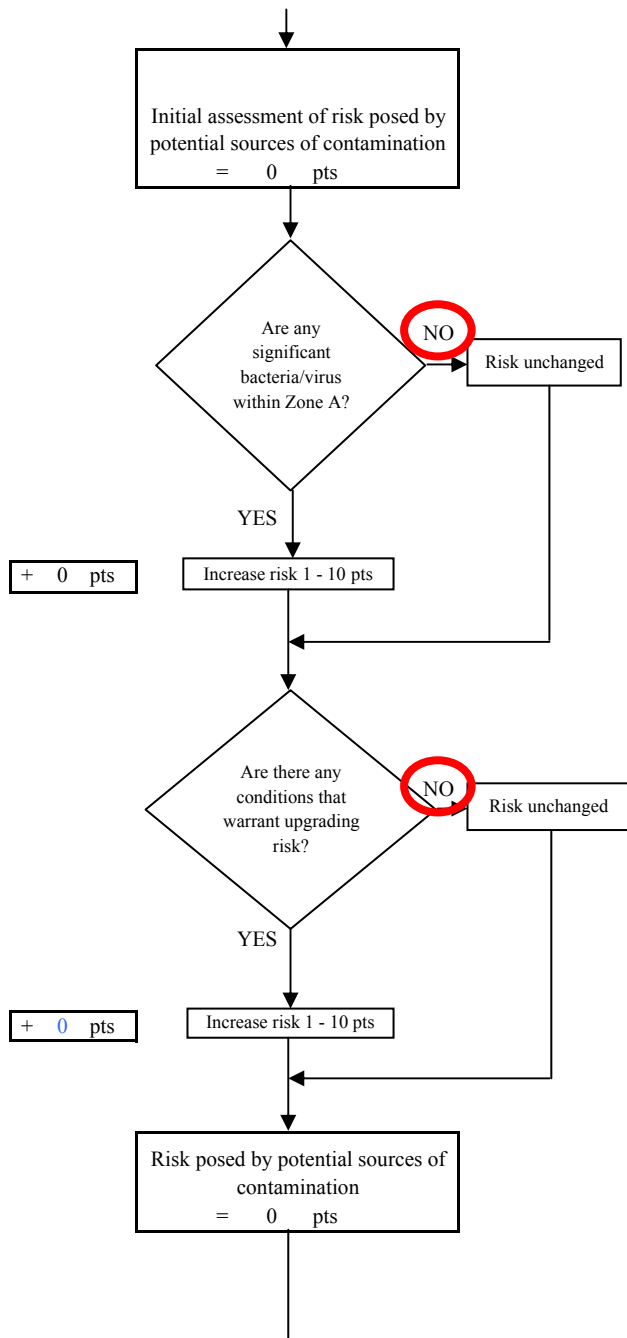 Initial assessment of risk posed by
potential sources of contamination
= 0 pts
Are any
significant
bacteria/virus
within Zone A?
NO
Risk unchanged
YES
+ 0 pts
Increase risk 1 - 10 pts
Are there any
conditions that
warrant upgrading
risk?
NO
Risk unchanged
YES
+ 0 pts
Increase risk 1 - 10 pts
Risk posed by potential sources of
contamination
= 0 pts